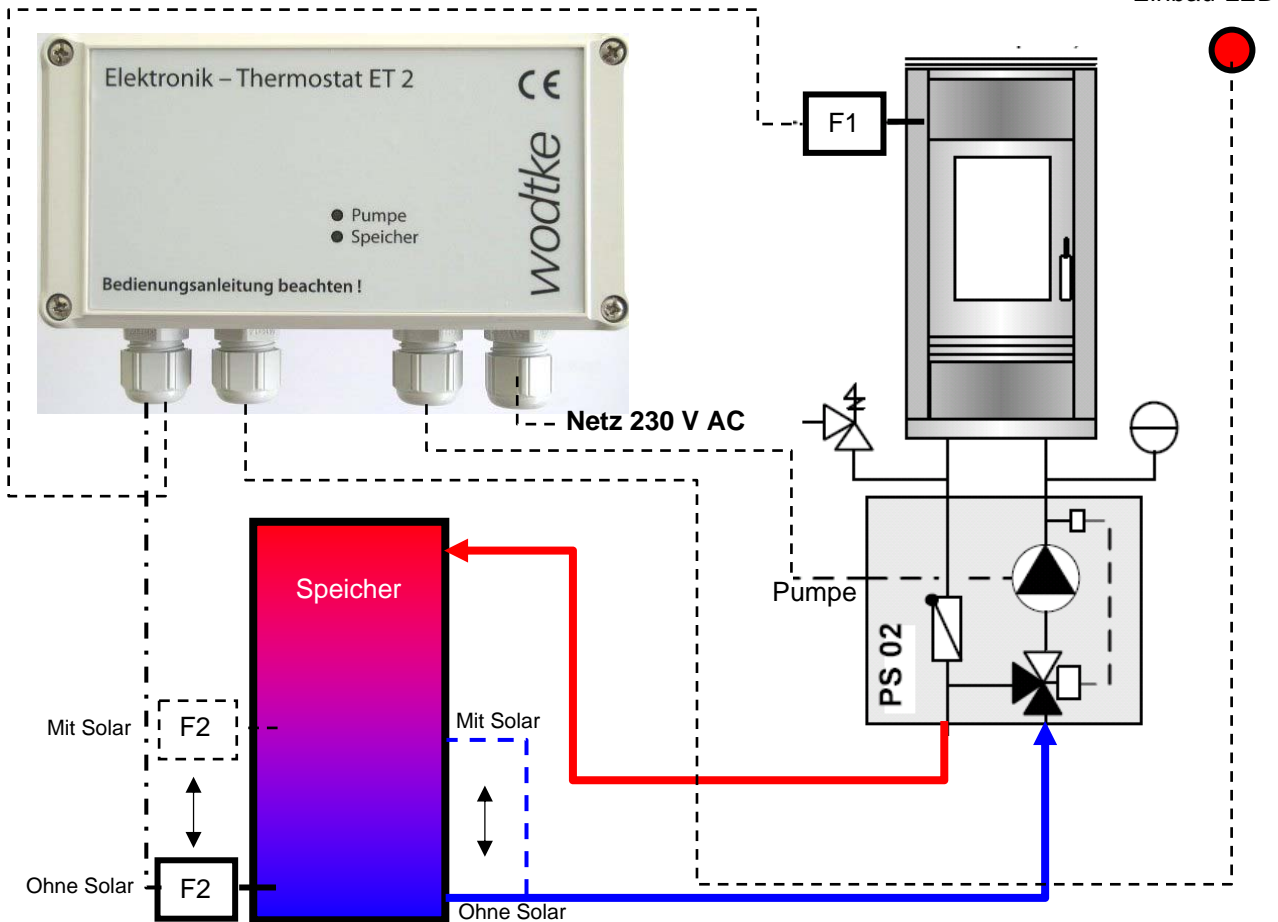 Elektronik – Thermostat ET 2
CE
wodtke
Pumpe
Speicher
Bedienungsanleitung beachten !
F1
Netz 230 V AC
Speicher
Pumpe
PS 02
Mit Solar
F2
Mit Solar
Ohne Solar
F2
Ohne Solar